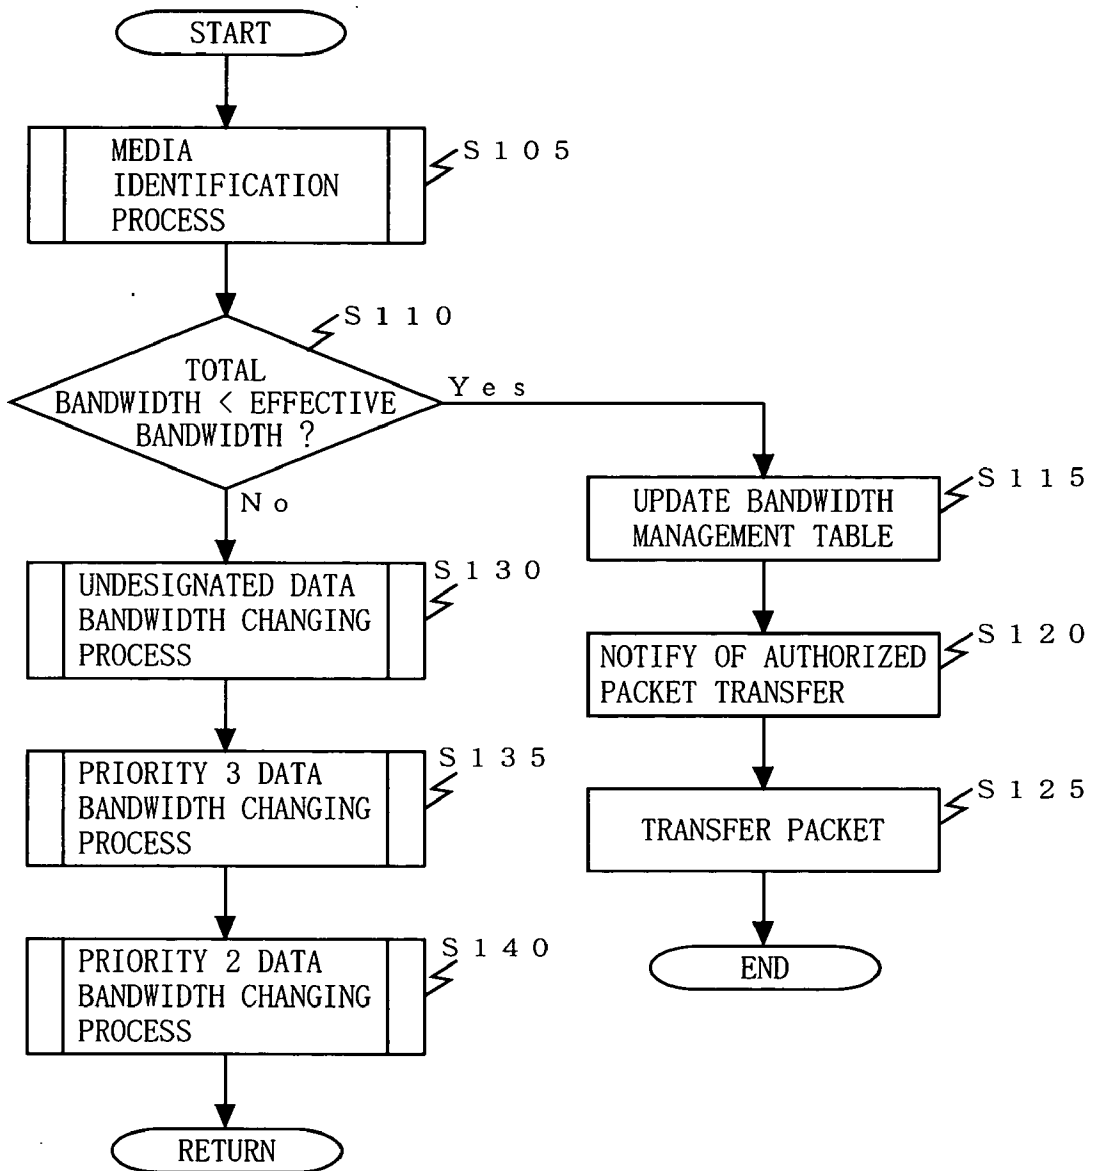 START
MEDIA
IDENTIFICATION
PROCESS
S105
S110
TOTAL
BANDWIDTH < EFFECTIVE
BANDWIDTH ?
Yes
No
UNDESIGNATED DATA
BANDWIDTH CHANGING
PROCESS
S130
PRIORITY 3 DATA
BANDWIDTH CHANGING
PROCESS
S135
PRIORITY 2 DATA
BANDWIDTH CHANGING
PROCESS
S140
RETURN
UPDATE BANDWIDTH
MANAGEMENT TABLE
S115
NOTIFY OF AUTHORIZED
PACKET TRANSFER
S120
TRANSFER PACKET
S125
END